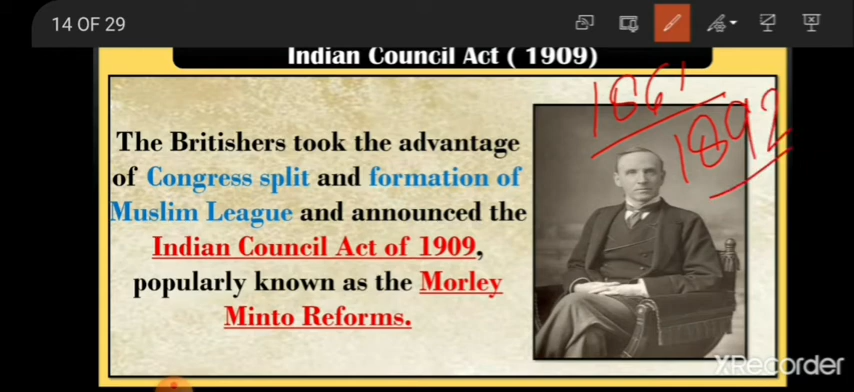 14 OF 29
Indian Council Act ( 1909)
1861
1892
The Britishers took the advantage
of Congress split and formation of
Muslim League and announced the
Indian Council Act of 1909,
popularly known as the Morley
Minto Reforms.
XRecorder